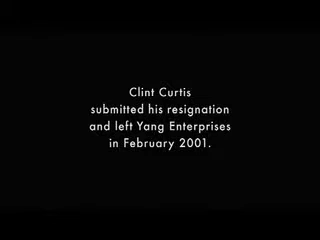 Clint Curtis
submitted his resignation
and left Yang Enterprises
in February 2001.